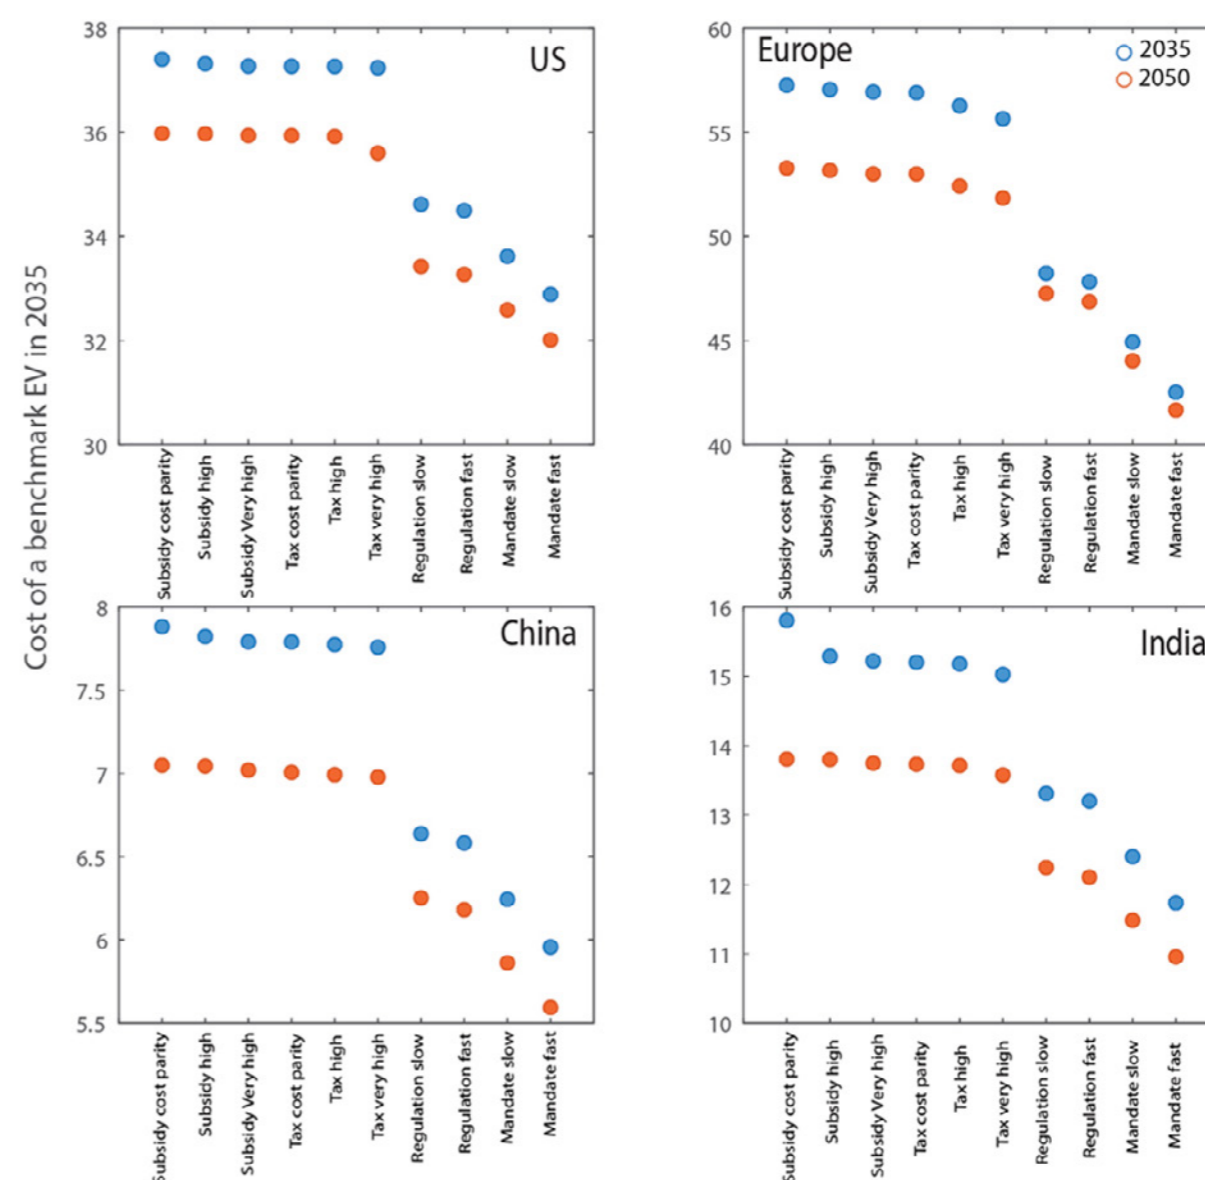 Cost of a benchmark EV in 2035
38
36
34
32
30
US
Subsidy cost parity
Subsidy high
Subsidy Very high
Tax cost parity
Tax high
Tax very high
Regulation slow
Regulation fast
Mandate slow
Mandate fast
60
55
50
45
40
Europe
2035
2050
Subsidy cost parity
Subsidy high
Subsidy Very high
Tax cost parity
Tax high
Tax very high
Regulation slow
Regulation fast
Mandate slow
Mandate fast
8
7.5
7
6.5
6
5.5
China
Subsidy cost parity
Subsidy high
Subsidy Very high
Tax cost parity
Tax high
Tax very high
Regulation slow
Regulation fast
Mandate slow
Mandate fast
16
15
14
13
12
11
10
India
Subsidy cost parity
Subsidy high
Subsidy Very high
Tax cost parity
Tax high
Tax very high
Regulation slow
Regulation fast
Mandate slow
Mandate fast